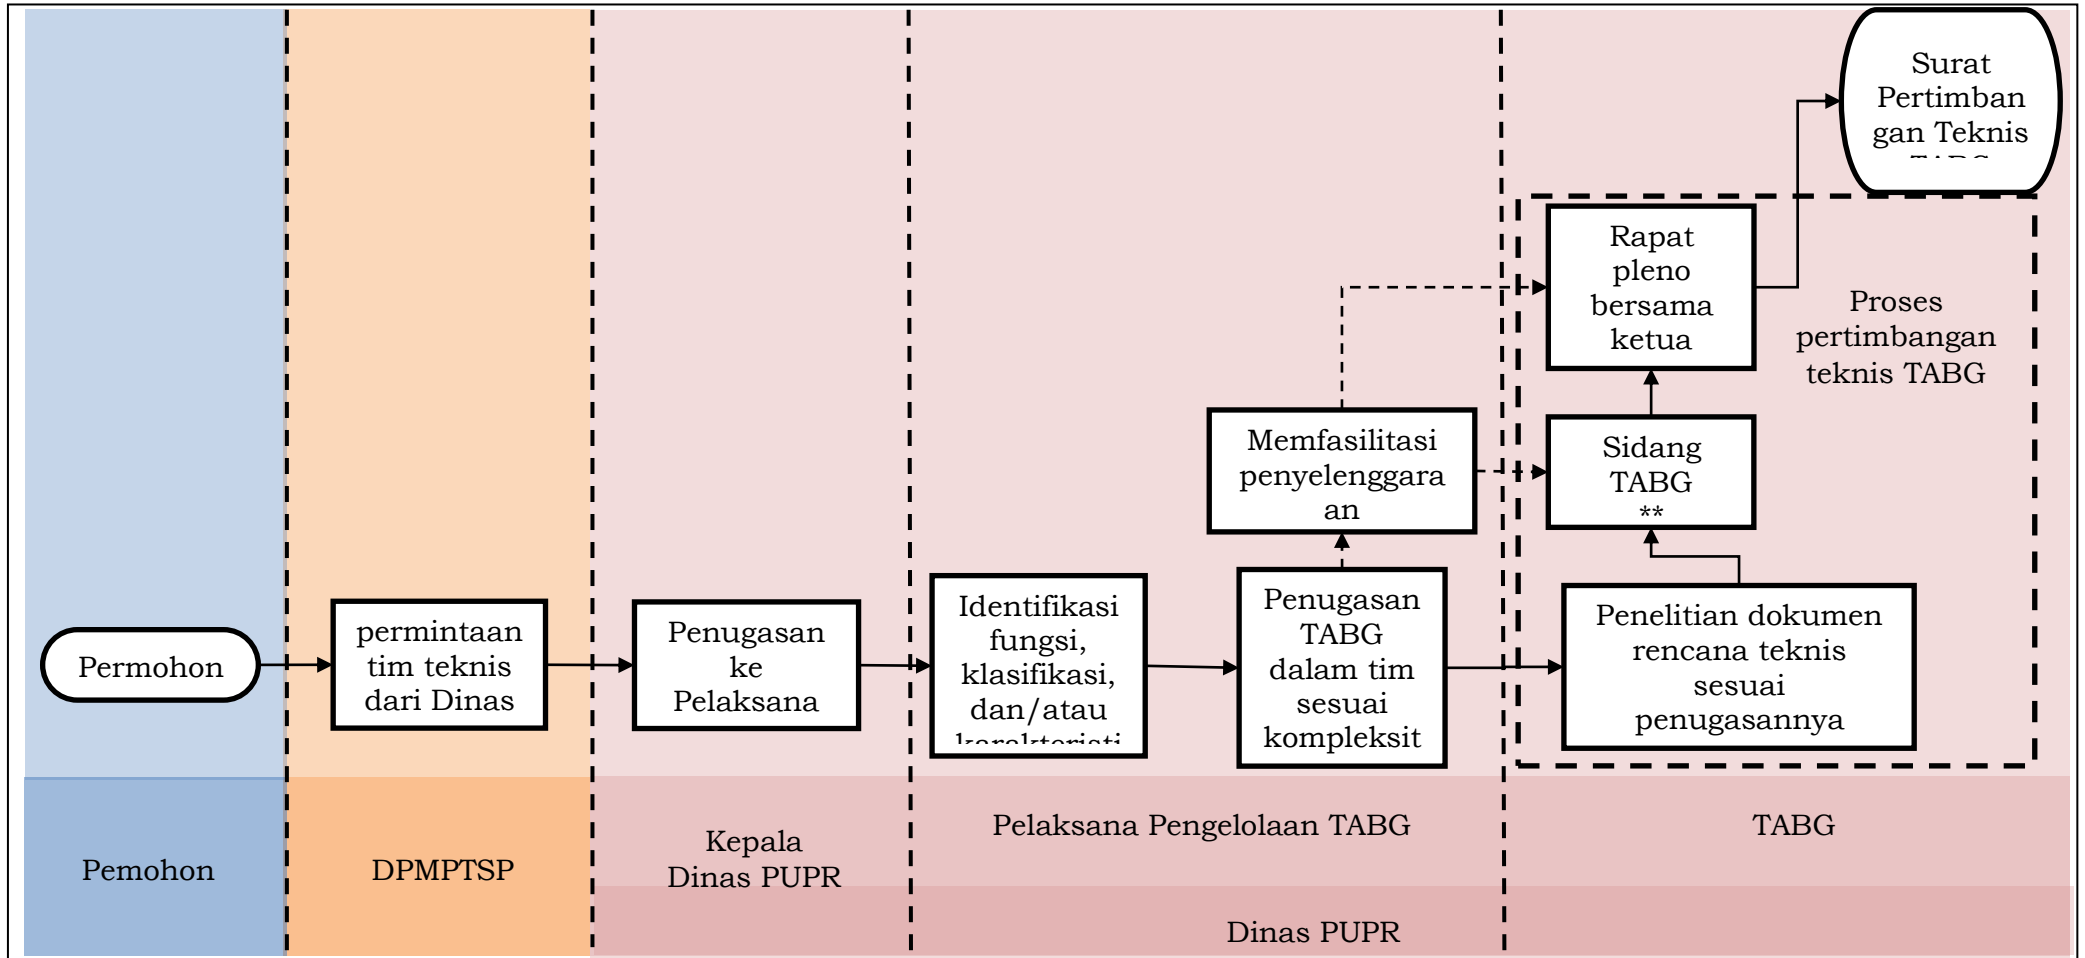 Surat
Pertimban
gan Teknis
Rapat
pleno
bersama
ketua
Proses
pertimbangan
teknis TABG
Memfasilitasi
penyelenggara
an
Sidang
TABG
**
Permohon
permintaan
tim teknis
dari Dinas
Penugasan
ke
Pelaksana
Identifikasi
fungsi,
klasifikasi,
dan/atau
Penugasan
TABG
dalam tim
sesuai
kompleksit
Penelitian dokumen
rencana teknis
sesuai
penugasannya
Pemohon
DPMPTSP
Kepala
Dinas PUPR
Pelaksana Pengelolaan TABG
TABG
Dinas PUPR